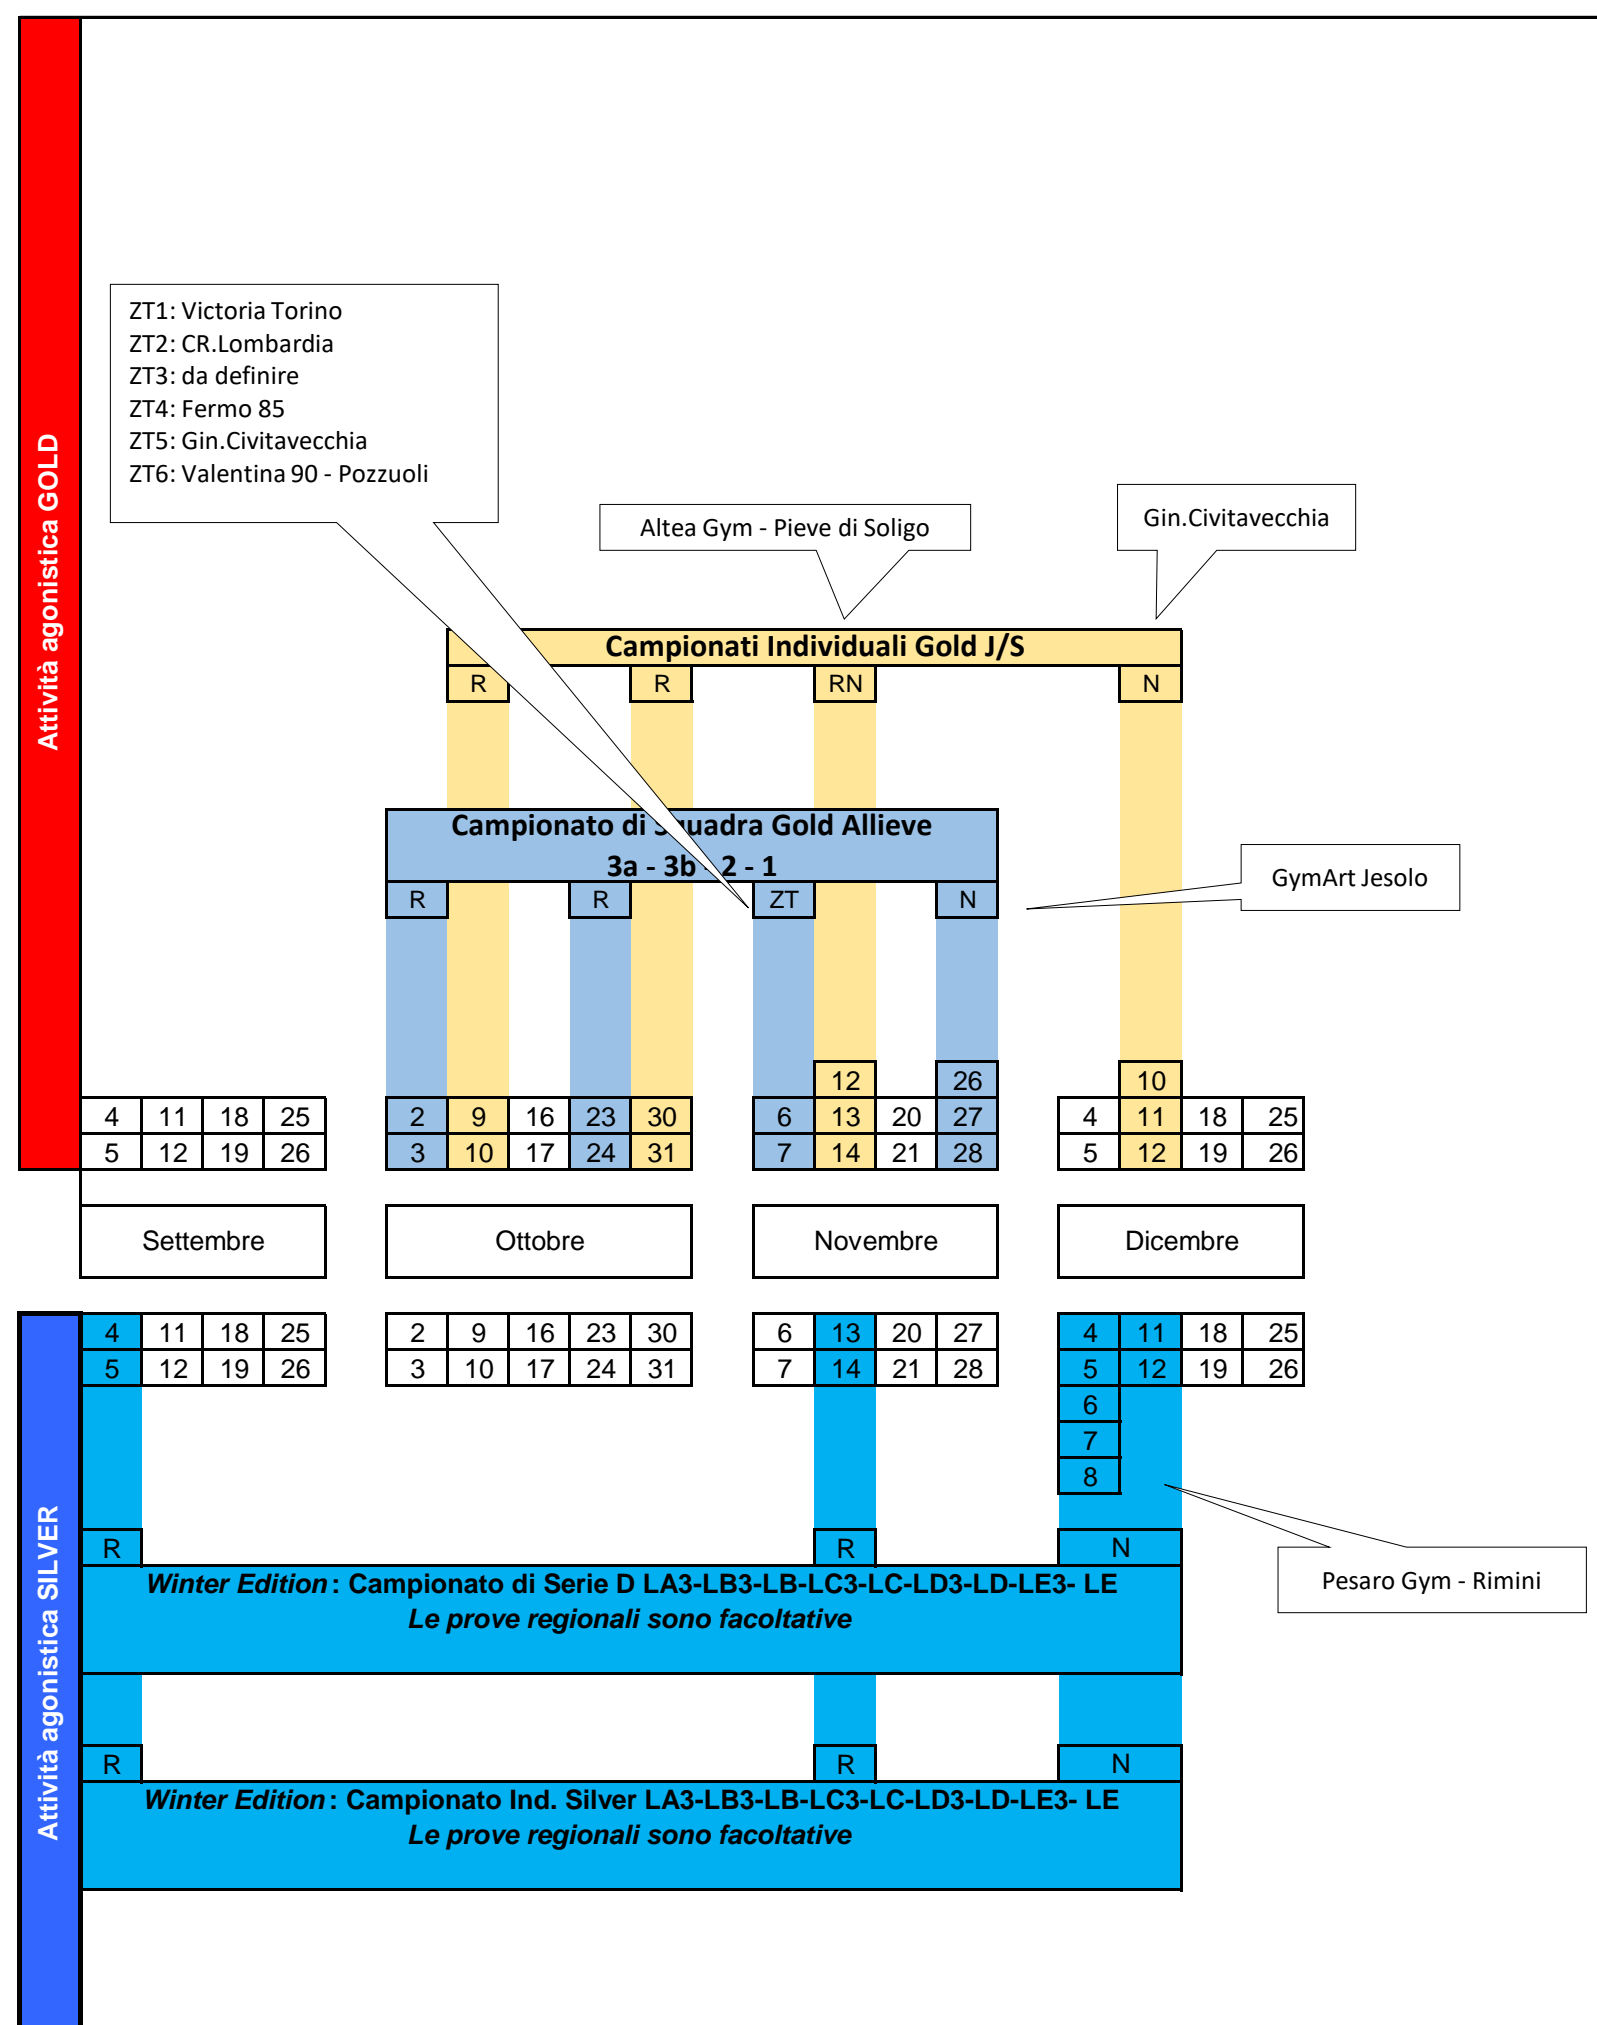 Attività agonistica GOLD
ZT1: Victoria Torino
ZT2: CR.Lombardia
ZT3: da definire
ZT4: Fermo 85
ZT5: Gin.Civitavecchia
ZT6: Valentina 90 - Pozzuoli
Altea Gym - Pieve di Soligo
Gin.Civitavecchia
Campionati Individuali Gold J/S
R R RN N
Campionato di Squadra Gold Allieve
3a - 3b - 2 - 1
R R ZT N
GymArt Jesolo
12 26 10
4 11 18 25 2 9 16 23 30 6 13 20 27 4 11 18 25
5 12 19 26 3 10 17 24 31 7 14 21 28 5 12 19 26
Settembre Ottobre Novembre Dicembre
Attività agonistica SILVER
4 11 18 25 2 9 16 23 30 6 13 20 27 4 11 18 25
5 12 19 26 3 10 17 24 31 7 14 21 28 5 12 19 26
6
7
8
R R N
Winter Edition : Campionato di Serie D LA3-LB3-LB-LC3-LC-LD3-LD-LE3- LE
Le prove regionali sono facoltative
Pesaro Gym - Rimini
R R N
Winter Edition : Campionato Ind. Silver LA3-LB3-LB-LC3-LC-LD3-LD-LE3- LE
Le prove regionali sono facoltative